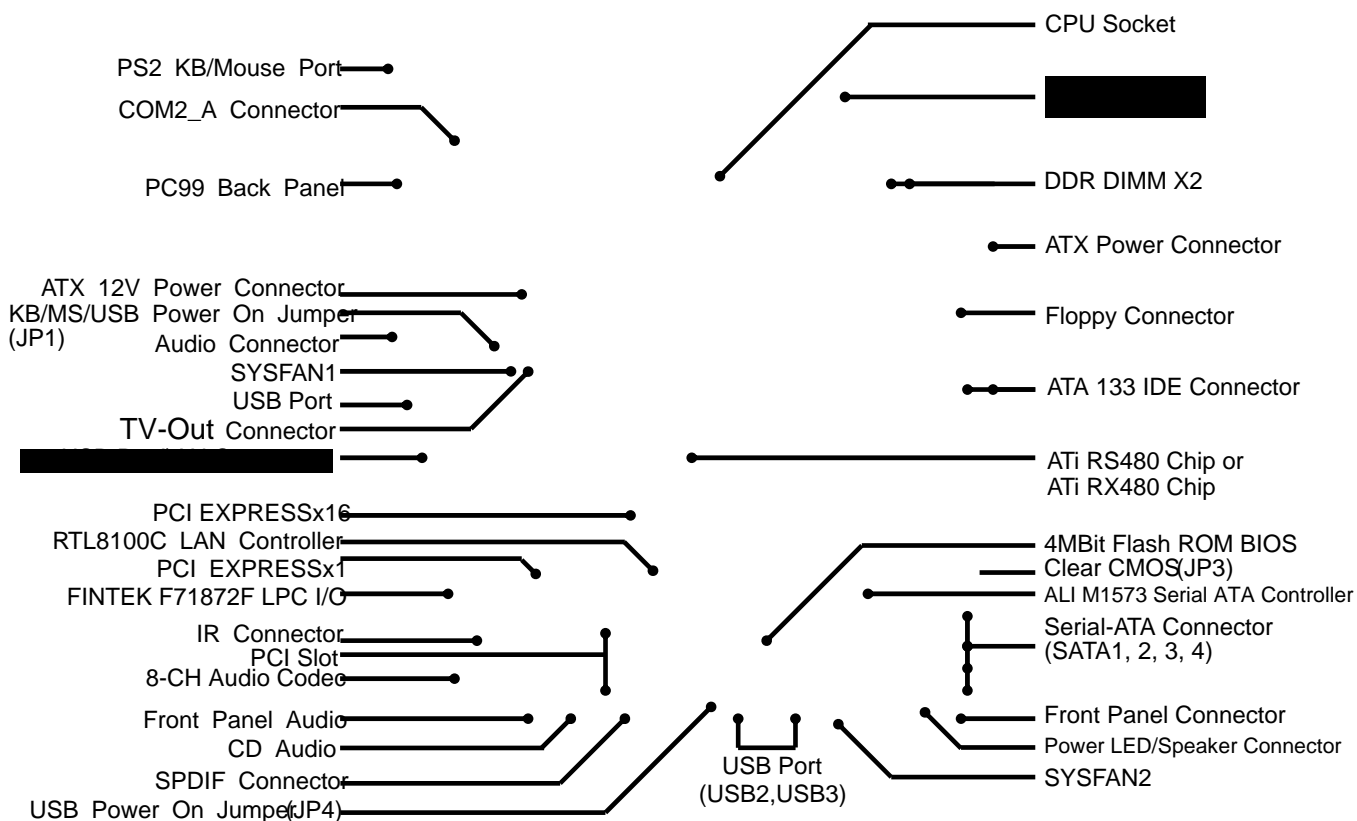 PS2 KB/Mouse Port
COM2_A Connector
PC99 Back Panel
ATX 12V Power Connector
KB/MS/USB Power On Jumper
(JP1)
Audio Connector
SYSFAN1
USB Port
TV-Out Connector
PCI EXPRESSx16
RTL8100C LAN Controller
PCI EXPRESSx1
FINTEK F71872F LPC I/O
IR Connector
PCI Slot
8-CH Audio Codec
Front Panel Audio
CD Audio
SPDIF Connector
USB Power On Jumper(JP4)
USB Port
(USB2,USB3)
CPU Socket
DDR DIMM X2
ATX Power Connector
Floppy Connector
ATA 133 IDE Connector
ATi RS480 Chip or
ATi RX480 Chip
4MBit Flash ROM BIOS
Clear CMOS(JP3)
ALI M1573 Serial ATA Controller
Serial-ATA Connector
(SATA1, 2, 3, 4)
Front Panel Connector
Power LED/Speaker Connector
SYSFAN2